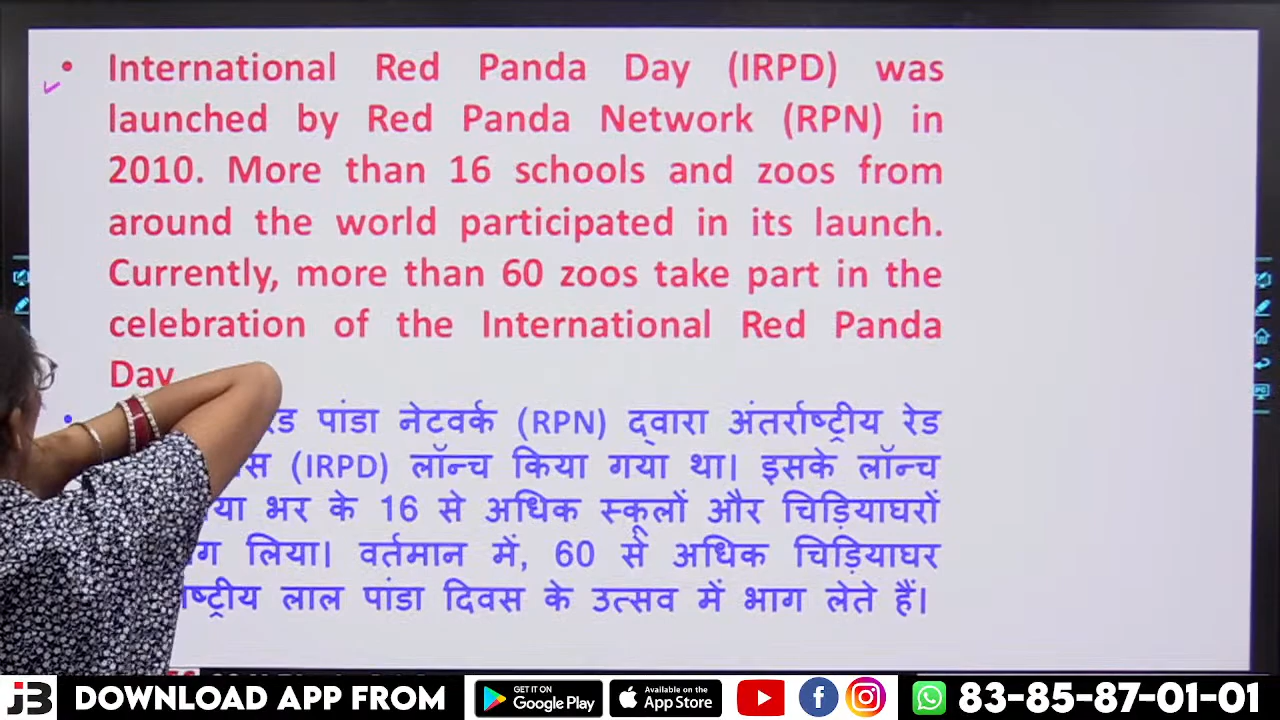 International Red Panda Day (IRPD) was
launched by Red Panda Network (RPN) in
2010. More than 16 schools and zoos from
around the world participated in its launch.
Currently, more than 60 zoos take part in the
celebration of the International Red Panda
Day
पांडा नेटवर्क (RPN) द्वारा अंतर्राष्ट्रीय रेड
(IRPD) लॉन्च किया गया था। इसके लॉन्च
भर के 16 से अधिक स्कूलों और चिड़ियाघरों
लिया। वर्तमान में, 60 से अधिक चिड़ियाघर
लाल पांडा दिवस के उत्सव में भाग लेते हैं।
JB DOWNLOAD APP FROM GET IT ON Google Play Available on the App Store 83-85-87-01-01